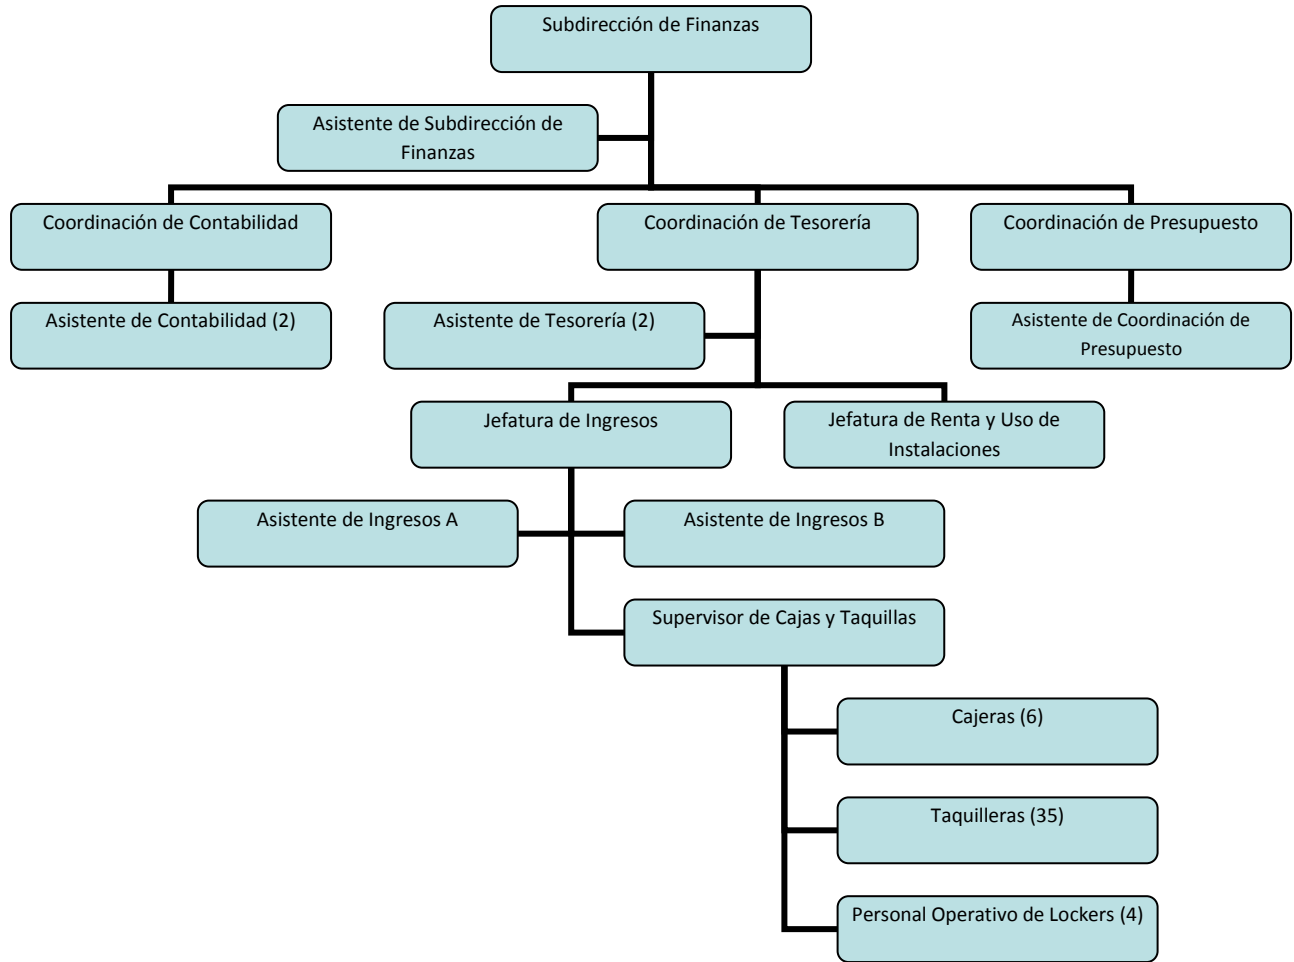 Subdirección de Finanzas
Asistente de Subdirección de
Finanzas
Coordinación de Contabilidad
Coordinación de Tesorería
Coordinación de Presupuesto
Asistente de Contabilidad (2)
Asistente de Tesorería (2)
Asistente de Coordinación de
Presupuesto
Jefatura de Ingresos
Jefatura de Renta y Uso de
Instalaciones
Asistente de Ingresos A
Asistente de Ingresos B
Supervisor de Cajas y Taquillas
Cajeras (6)
Taquilleras (35)
Personal Operativo de Lockers (4)